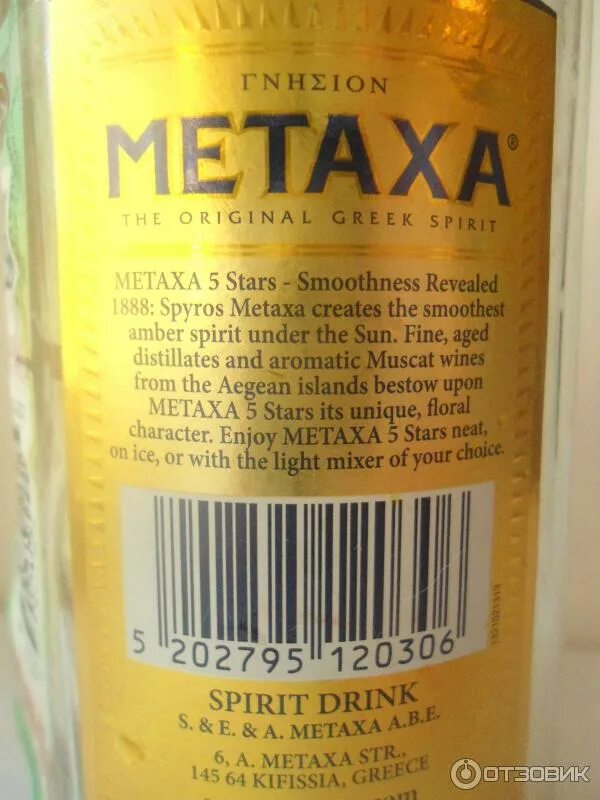 ΓΝΗΣΙΟΝ
METAXA®
THE ORIGINAL GREEK SPIRIT
METAXA 5 Stars - Smoothness Revealed
1888: Spyros Metaxa creates the smoothest
amber spirit under the Sun. Fine, aged
distillates and aromatic Muscat wines
from the Aegean islands bestow upon
METAXA 5 Stars its unique, floral
character. Enjoy METAXA 5 Stars neat,
on ice, or with the light mixer of your choice.
5 202795 120306
1321021313
SPIRIT DRINK
S. & E. & A. METAXA A.B.E.
6, A. METAXA STR.,
145 64 KIFISSIA, GREECE
ОТЗОВИК